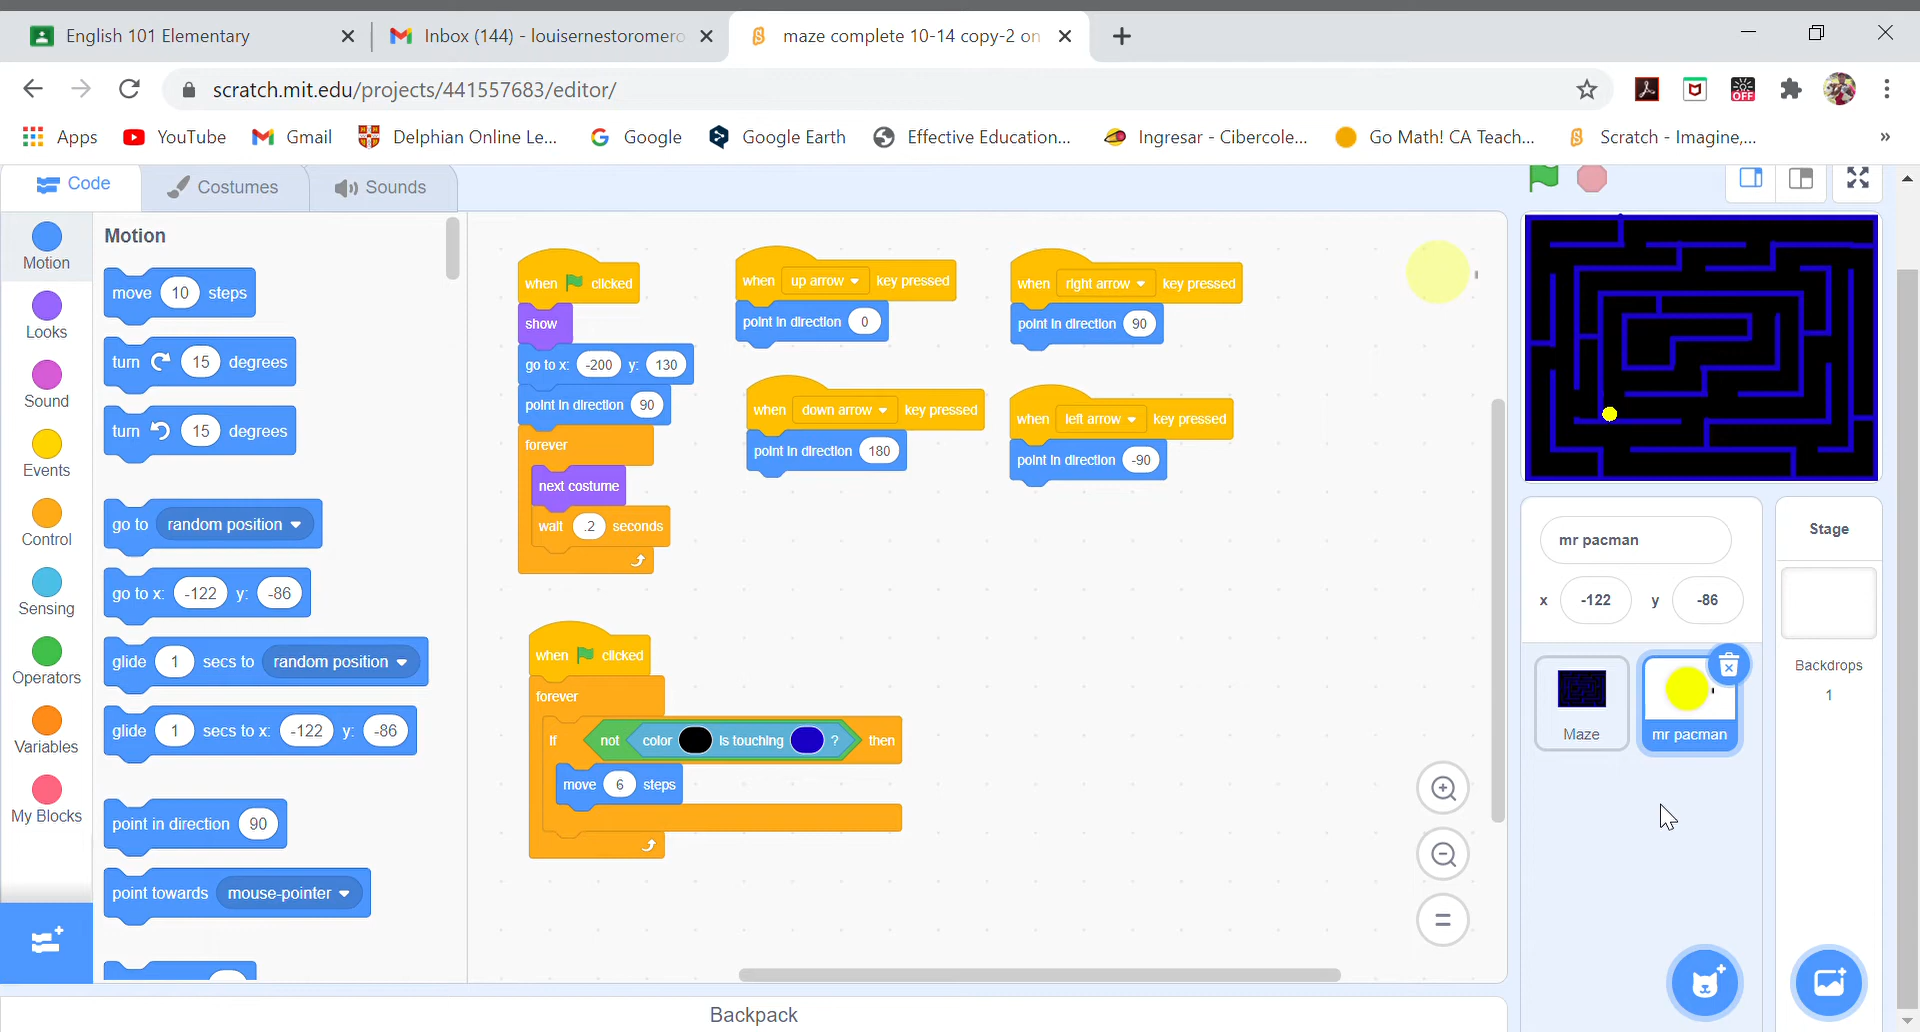 English 101 Elementary
Inbox (144) - louisernestoromero
maze complete 10-14 copy-2 on
scratch.mit.edu/projects/441557683/editor/
OFF
Apps
YouTube
Gmail
Delphian Online Le...
Google
Google Earth
Effective Education...
Ingresar - Cibercole...
Go Math! CA Teach...
Scratch - Imagine,...
»
Code
Costumes
Sounds
Motion
Looks
Sound
Events
Control
Sensing
Operators
Variables
My Blocks
Motion
move 10 steps
turn 15 degrees
turn 15 degrees
go to random position
go to x: -122 y: -86
glide 1 secs to random position
glide 1 secs to x: -122 y: -86
point in direction 90
point towards mouse-pointer
when clicked
show
go to x: -200 y: 130
point in direction 90
forever
next costume
wait .2 seconds
when up arrow key pressed
point in direction 0
when right arrow key pressed
point in direction 90
when down arrow key pressed
point in direction 180
when left arrow key pressed
point in direction -90
when clicked
forever
if not color is touching ? then
move 6 steps
mr pacman
x -122 y -86
Maze
mr pacman
Stage
Backdrops
1
Backpack